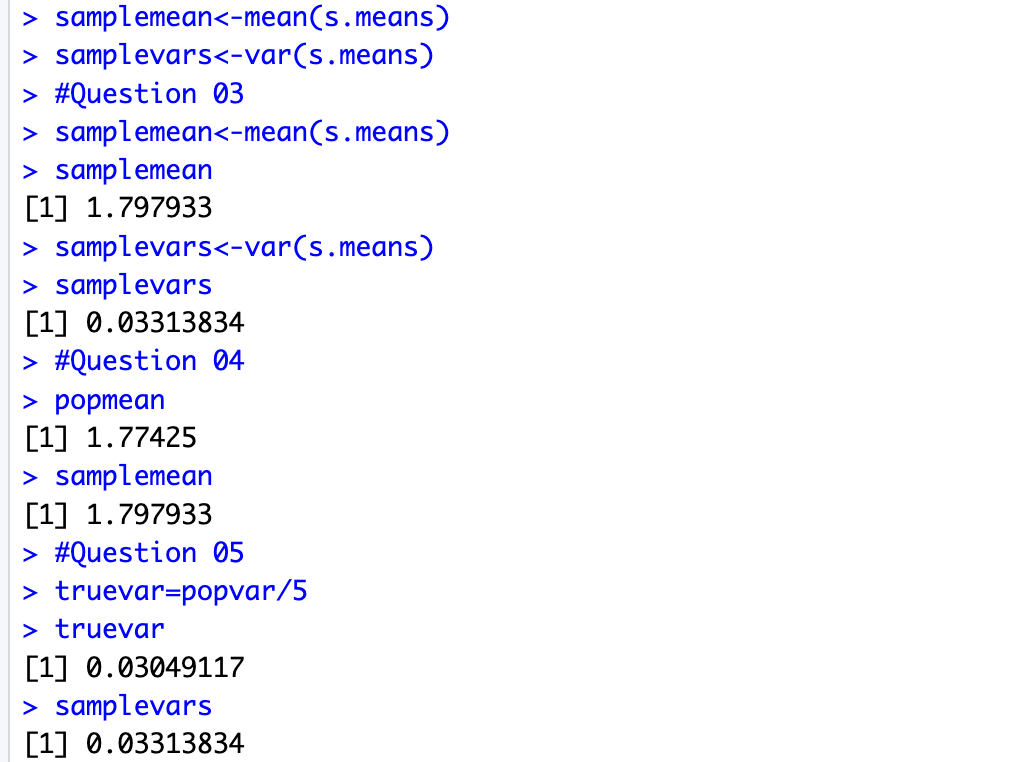 > samplemean<-mean(s.means)
> samplevars<-var(s.means)
> #Question 03
> samplemean<-mean(s.means)
> samplemean
[1] 1.797933
> samplevars<-var(s.means)
> samplevars
[1] 0.03313834
> #Question 04
> popmean
[1] 1.77425
> samplemean
[1] 1.797933
> #Question 05
> truevar=popvar/5
> truevar
[1] 0.03049117
> samplevars
[1] 0.03313834